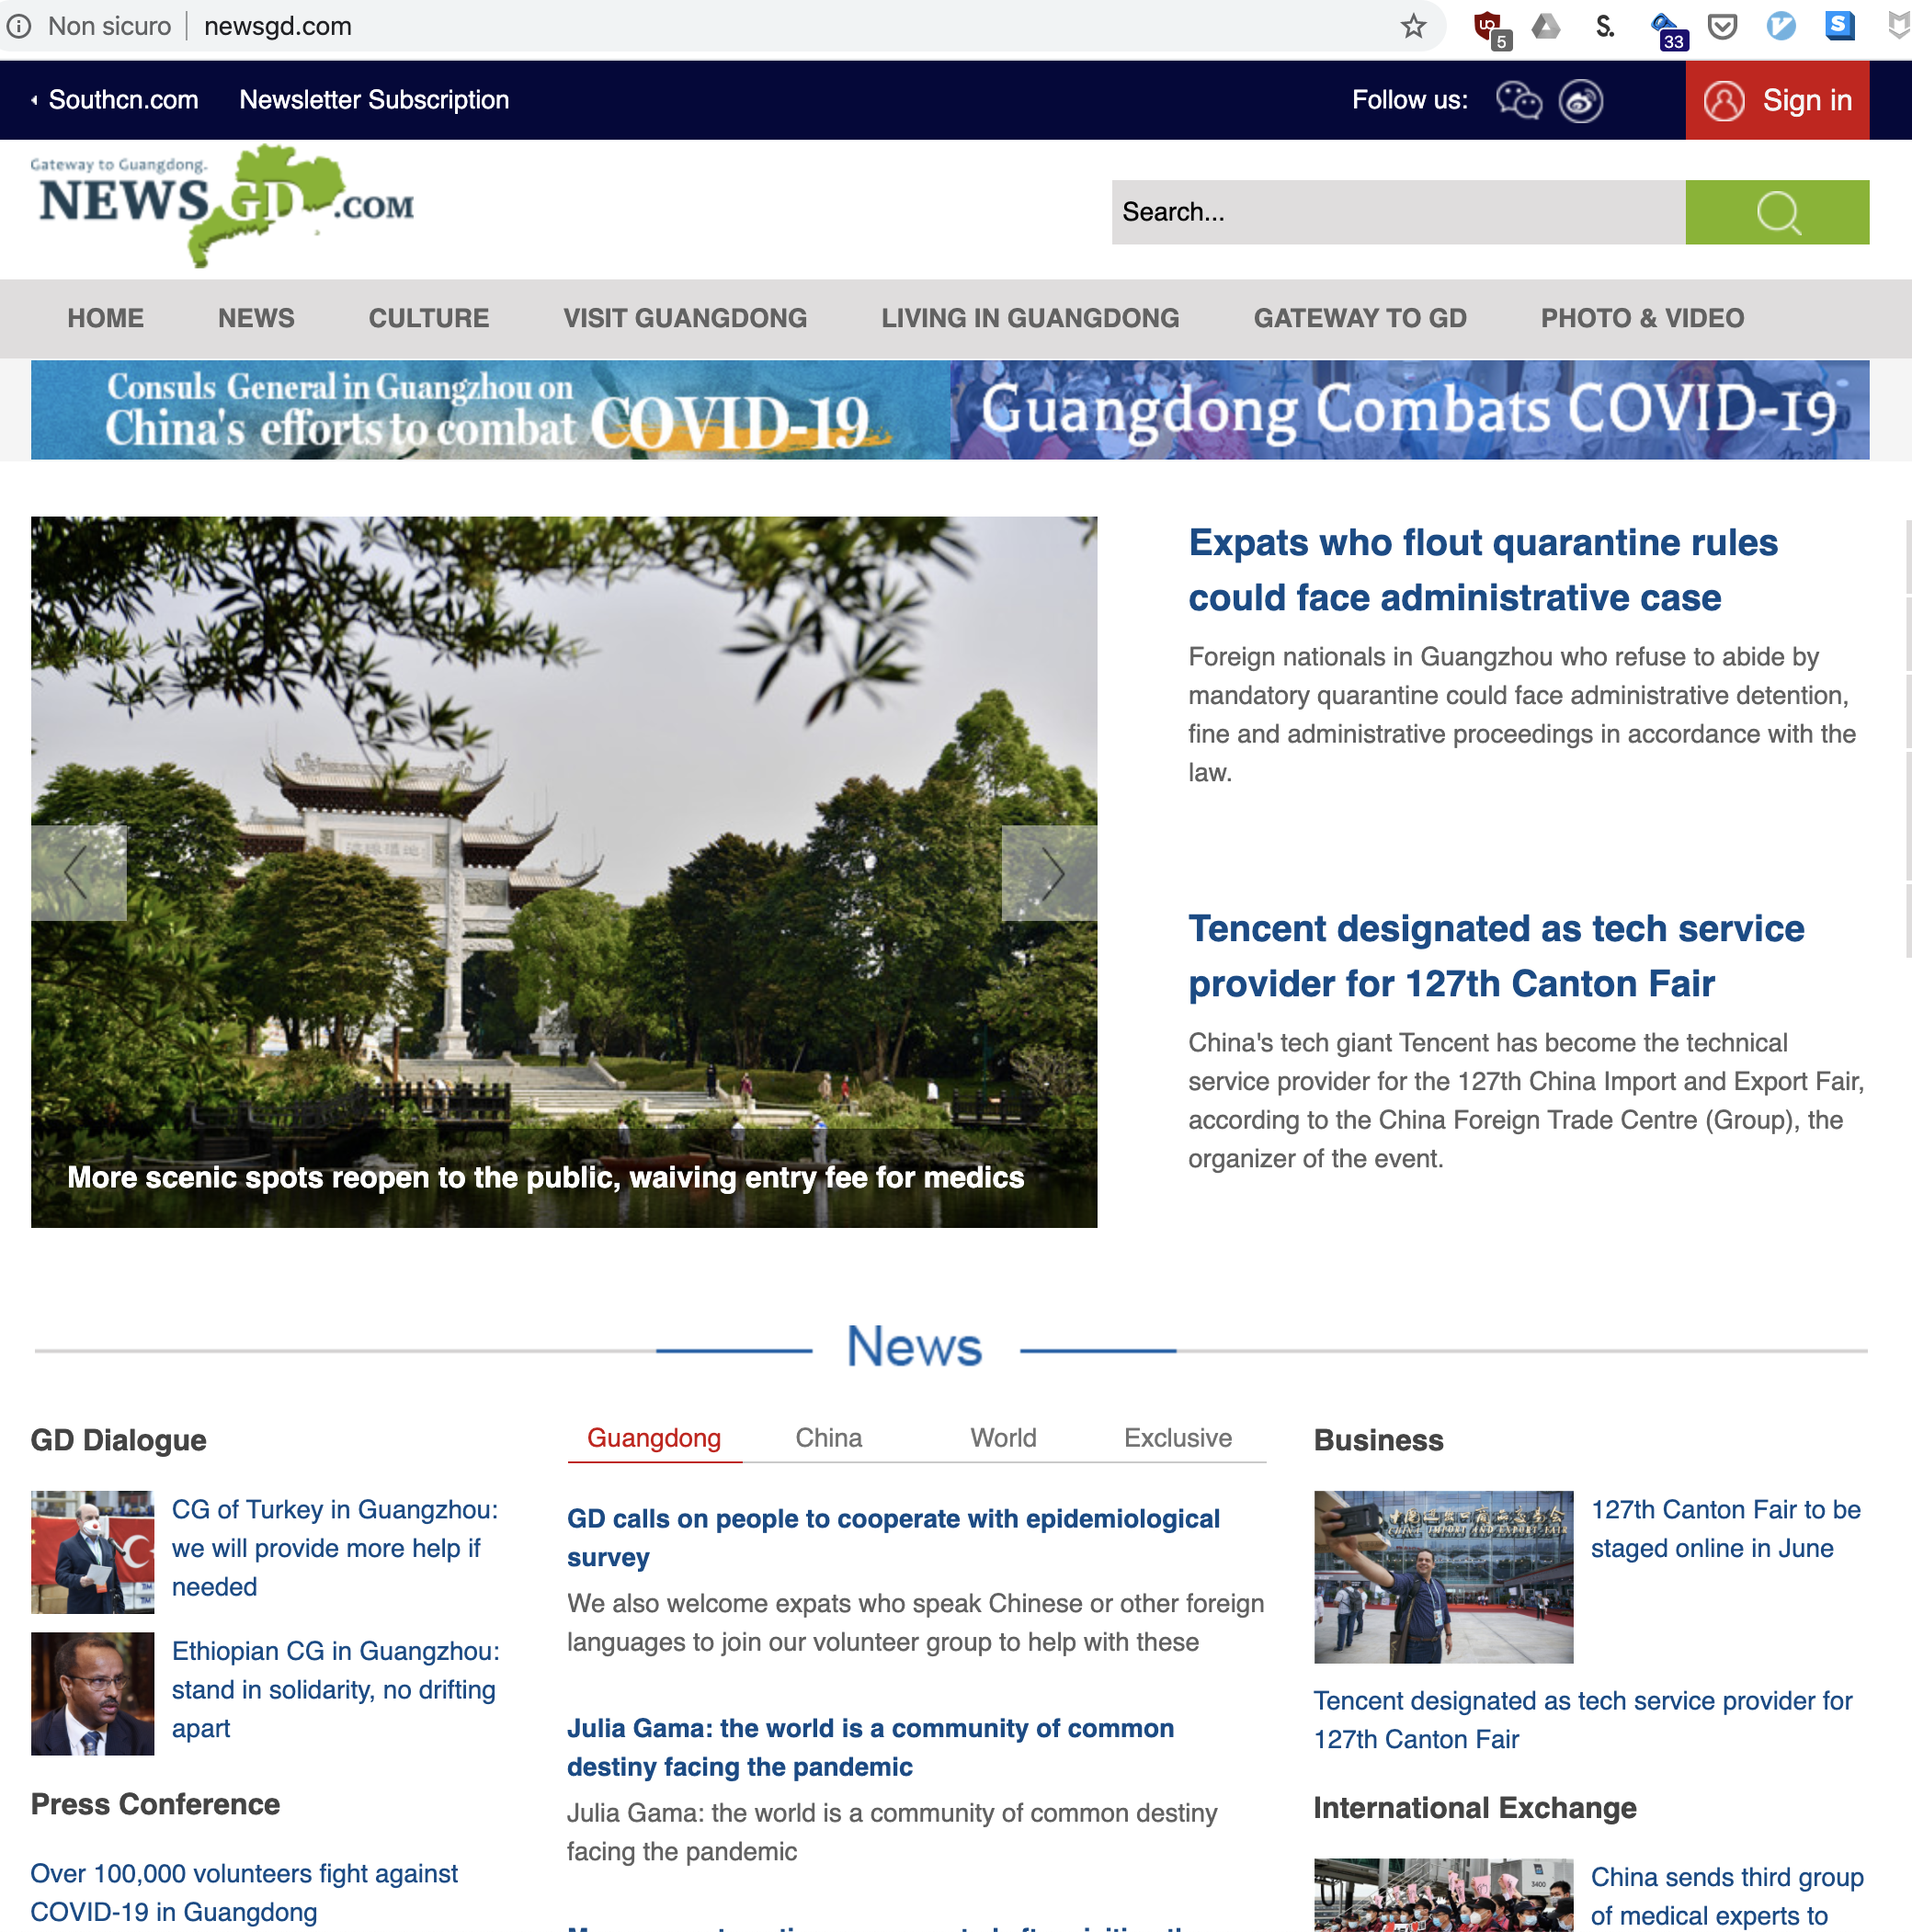 Non sicuro
newsgd.com
5
S.
33
S
Southcn.com
Newsletter Subscription
Follow us:
Sign in
Gateway to Guangdong.
NEWSGD.COM
Search...
HOME
NEWS
CULTURE
VISIT GUANGDONG
LIVING IN GUANGDONG
GATEWAY TO GD
PHOTO & VIDEO
Consuls General in Guangzhou on
China's efforts to combat COVID-19
Guangdong Combats COVID-19
More scenic spots reopen to the public, waiving entry fee for medics
Expats who flout quarantine rules
could face administrative case
Foreign nationals in Guangzhou who refuse to abide by
mandatory quarantine could face administrative detention,
fine and administrative proceedings in accordance with the
law.
Tencent designated as tech service
provider for 127th Canton Fair
China's tech giant Tencent has become the technical
service provider for the 127th China Import and Export Fair,
according to the China Foreign Trade Centre (Group), the
organizer of the event.
News
GD Dialogue
CG of Turkey in Guangzhou:
we will provide more help if
needed
Ethiopian CG in Guangzhou:
stand in solidarity, no drifting
apart
Press Conference
Over 100,000 volunteers fight against
COVID-19 in Guangdong
Guangdong
China
World
Exclusive
GD calls on people to cooperate with epidemiological
survey
We also welcome expats who speak Chinese or other foreign
languages to join our volunteer group to help with these
Julia Gama: the world is a community of common
destiny facing the pandemic
Julia Gama: the world is a community of common destiny
facing the pandemic
Business
CHINA IMPORT AND EXPORT FAIR
127th Canton Fair to be
staged online in June
Tencent designated as tech service provider for
127th Canton Fair
International Exchange
3400
China sends third group
of medical experts to